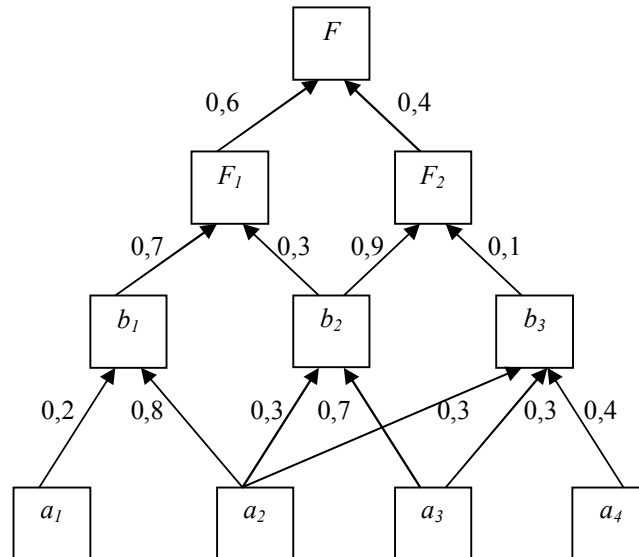 F
0,6 0,4
F₁ F₂
0,7 0,3 0,9 0,1
b₁ b₂ b₃
0,2 0,8 0,3 0,7 0,3 0,3 0,4
a₁ a₂ a₃ a₄